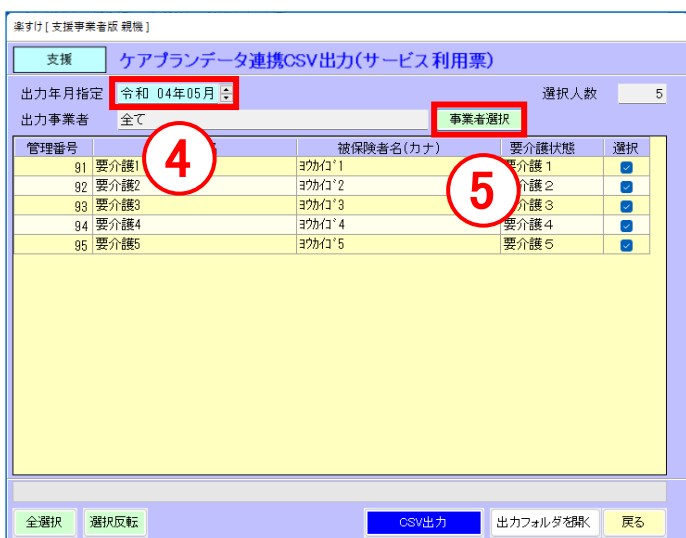 楽すけ [ 支援事業者版 親機 ]
支援 ケアプランデータ連携CSV出力(サービス利用票)
出力年月指定 令和 04年05月 選択人数 5
出力事業者 全て 事業者選択
管理番号 被保険者名(カナ) 要介護状態 選択
91 要介護1 ﾖｳｶｲｺﾞ1 要介護１
92 要介護2 ﾖｳｶｲｺﾞ2 要介護２
93 要介護3 ﾖｳｶｲｺﾞ3 要介護３
94 要介護4 ﾖｳｶｲｺﾞ4 要介護４
95 要介護5 ﾖｳｶｲｺﾞ5 要介護５
4
5
全選択 選択反転 CSV出力 出力フォルダを開く 戻る